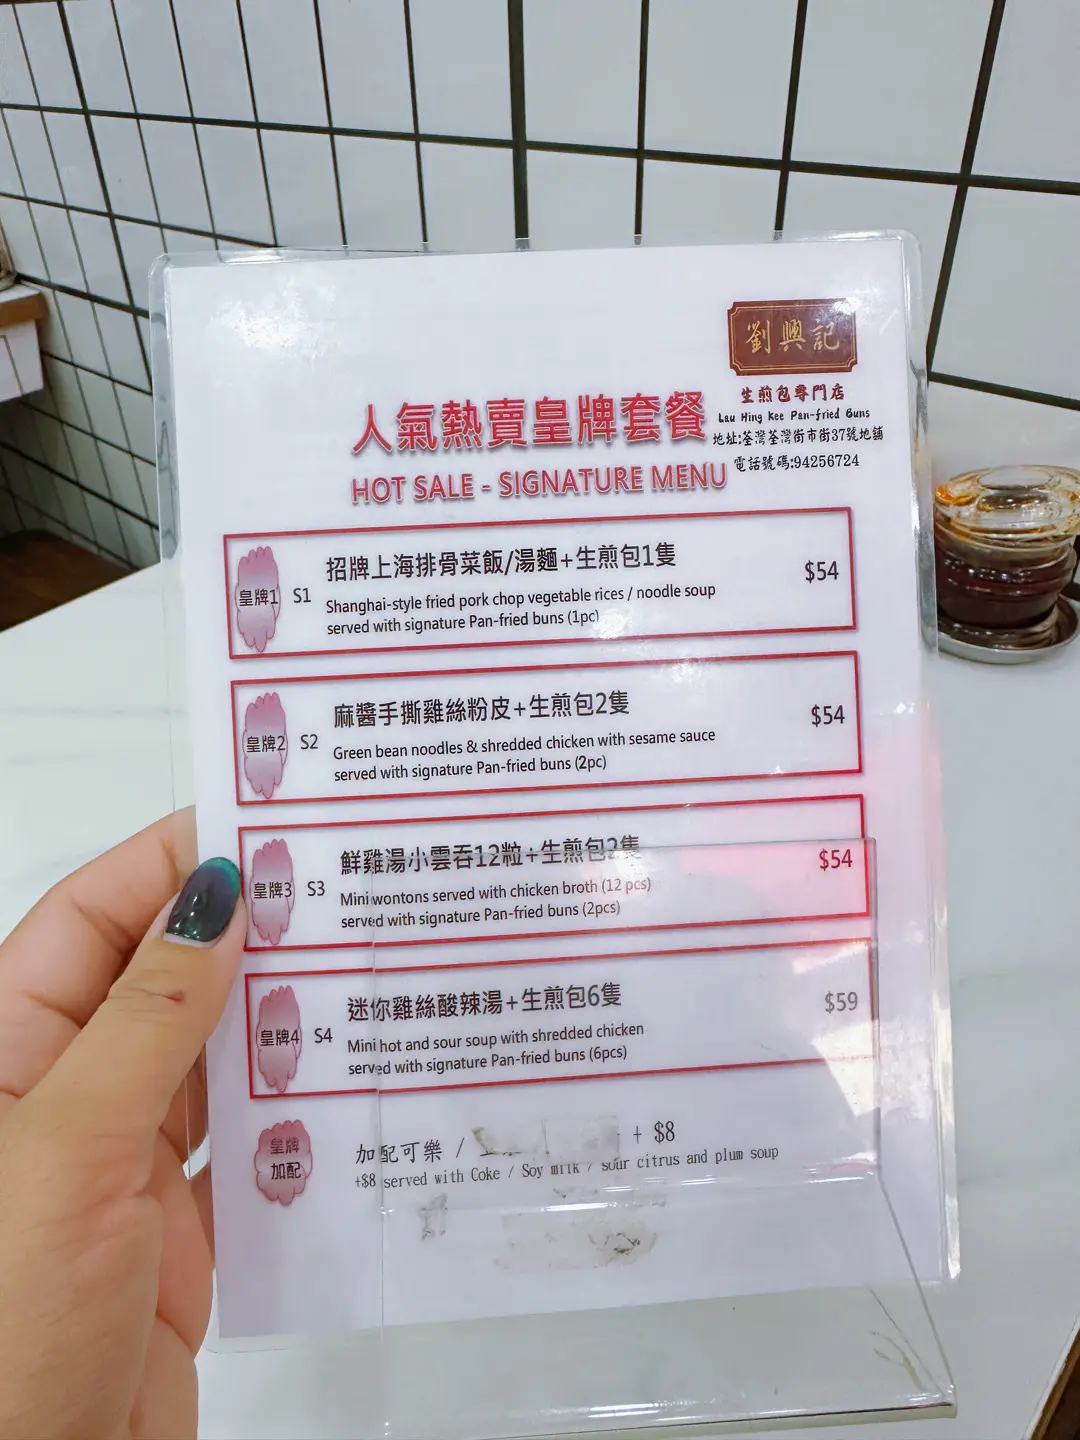 劉興記
生煎包專門店
Lau Hing Kee Pan-fried Buns
地址:荃灣荃灣街市街37號地舖
電話號碼:94256724
人氣熱賣皇牌套餐
HOT SALE - SIGNATURE MENU
皇牌1 S1 招牌上海排骨菜飯/湯麵+生煎包1隻 $54
Shanghai-style fried pork chop vegetable rices / noodle soup
served with signature Pan-fried buns (1pc)
皇牌2 S2 麻醬手撕雞絲粉皮+生煎包2隻 $54
Green bean noodles & shredded chicken with sesame sauce
served with signature Pan-fried buns (2pc)
皇牌3 S3 鮮雞湯小雲吞12粒+生煎包2隻 $54
Mini wontons served with chicken broth (12 pcs)
served with signature Pan-fried buns (2pcs)
皇牌4 S4 迷你雞絲酸辣湯+生煎包6隻 $59
Mini hot and sour soup with shredded chicken
served with signature Pan-fried buns (6pcs)
皇牌
加配
加配可樂 / + $8
+$8 served with Coke / Soy milk / sour citrus and plum soup